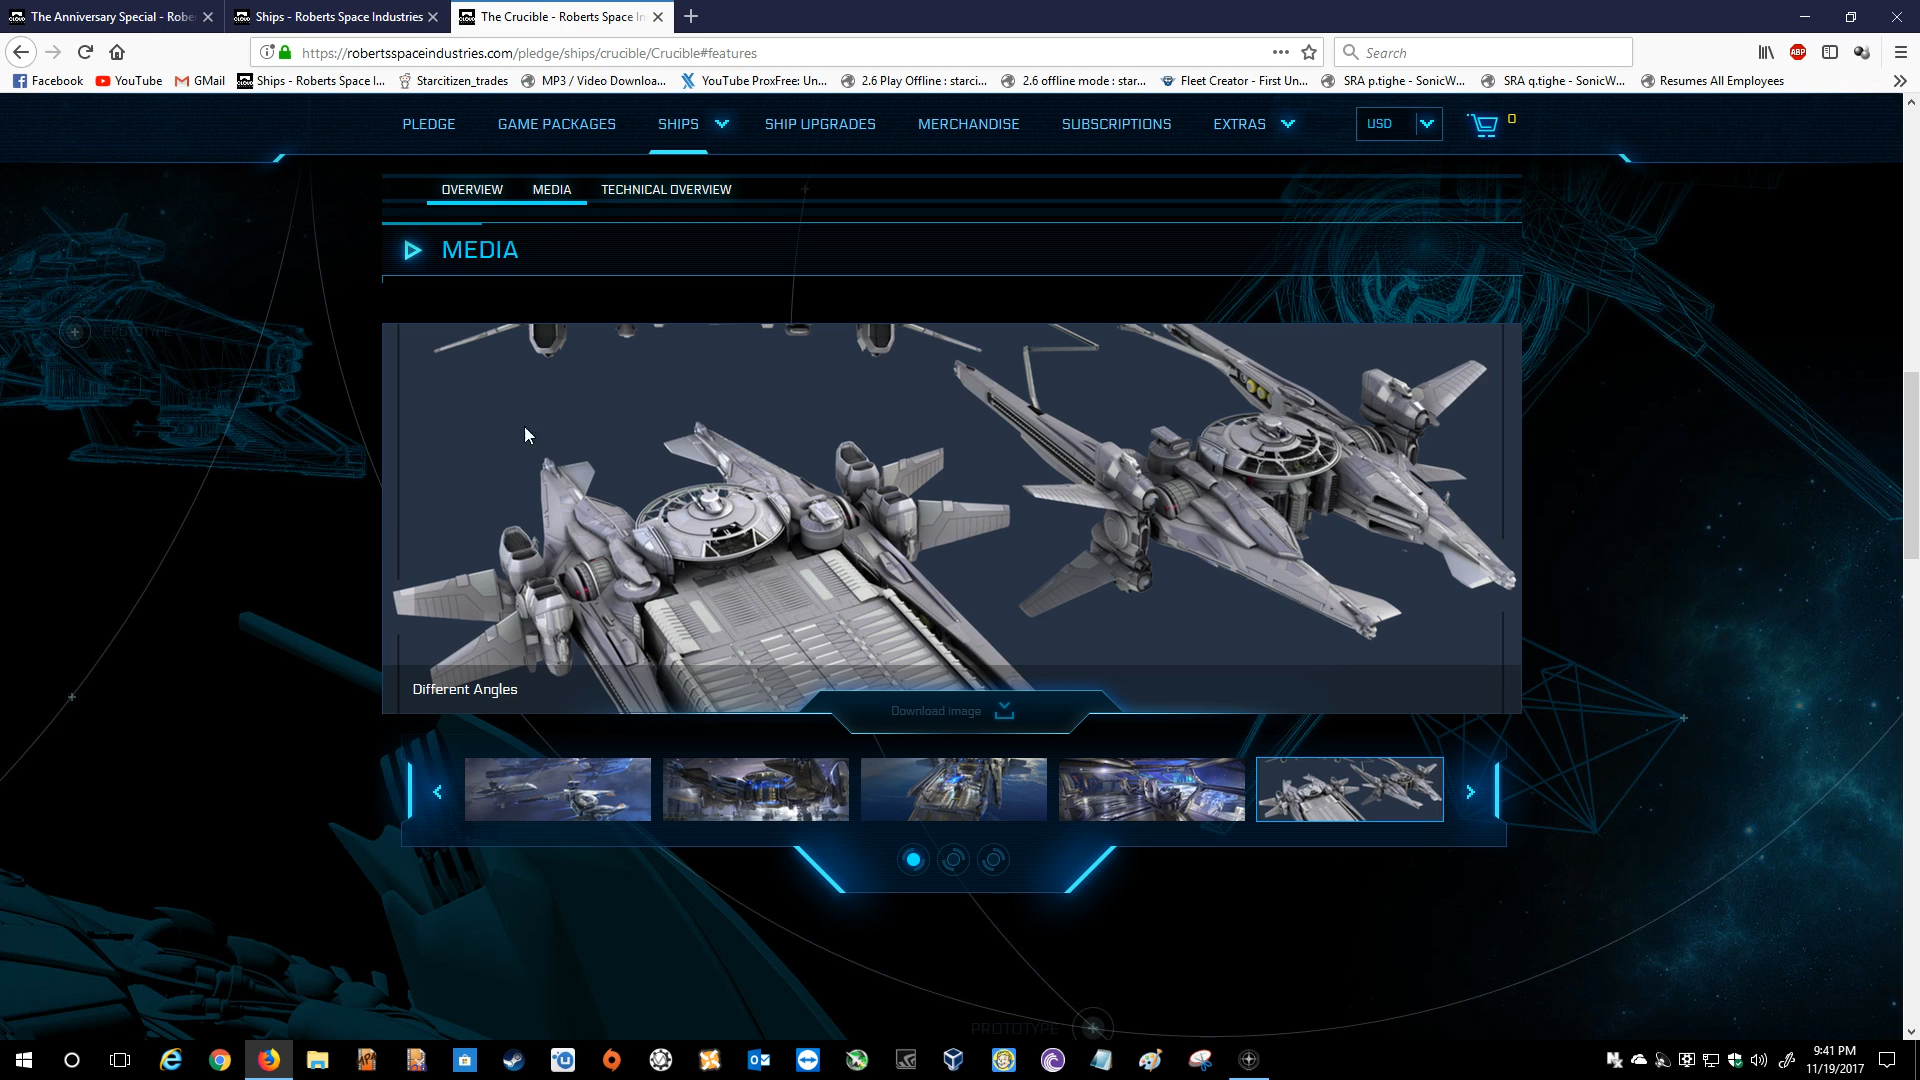 The Anniversary Special - Robe
Ships - Roberts Space Industries
The Crucible - Roberts Space In
https://robertsspaceindustries.com/pledge/ships/crucible/Crucible#features
Search
Facebook
YouTube
GMail
Ships - Roberts Space I...
Starcitizen_trades
MP3 / Video Downloa...
YouTube ProxFree: Un...
2.6 Play Offline : starci...
2.6 offline mode : star...
Fleet Creator - First Un...
SRA p.tighe - SonicW...
SRA q.tighe - SonicW...
Resumes All Employees
PLEDGE
GAME PACKAGES
SHIPS
SHIP UPGRADES
MERCHANDISE
SUBSCRIPTIONS
EXTRAS
USD
0
OVERVIEW
MEDIA
TECHNICAL OVERVIEW
MEDIA
PROTOTYPE
Different Angles
Download image
PROTOTYPE
9:41 PM
11/19/2017